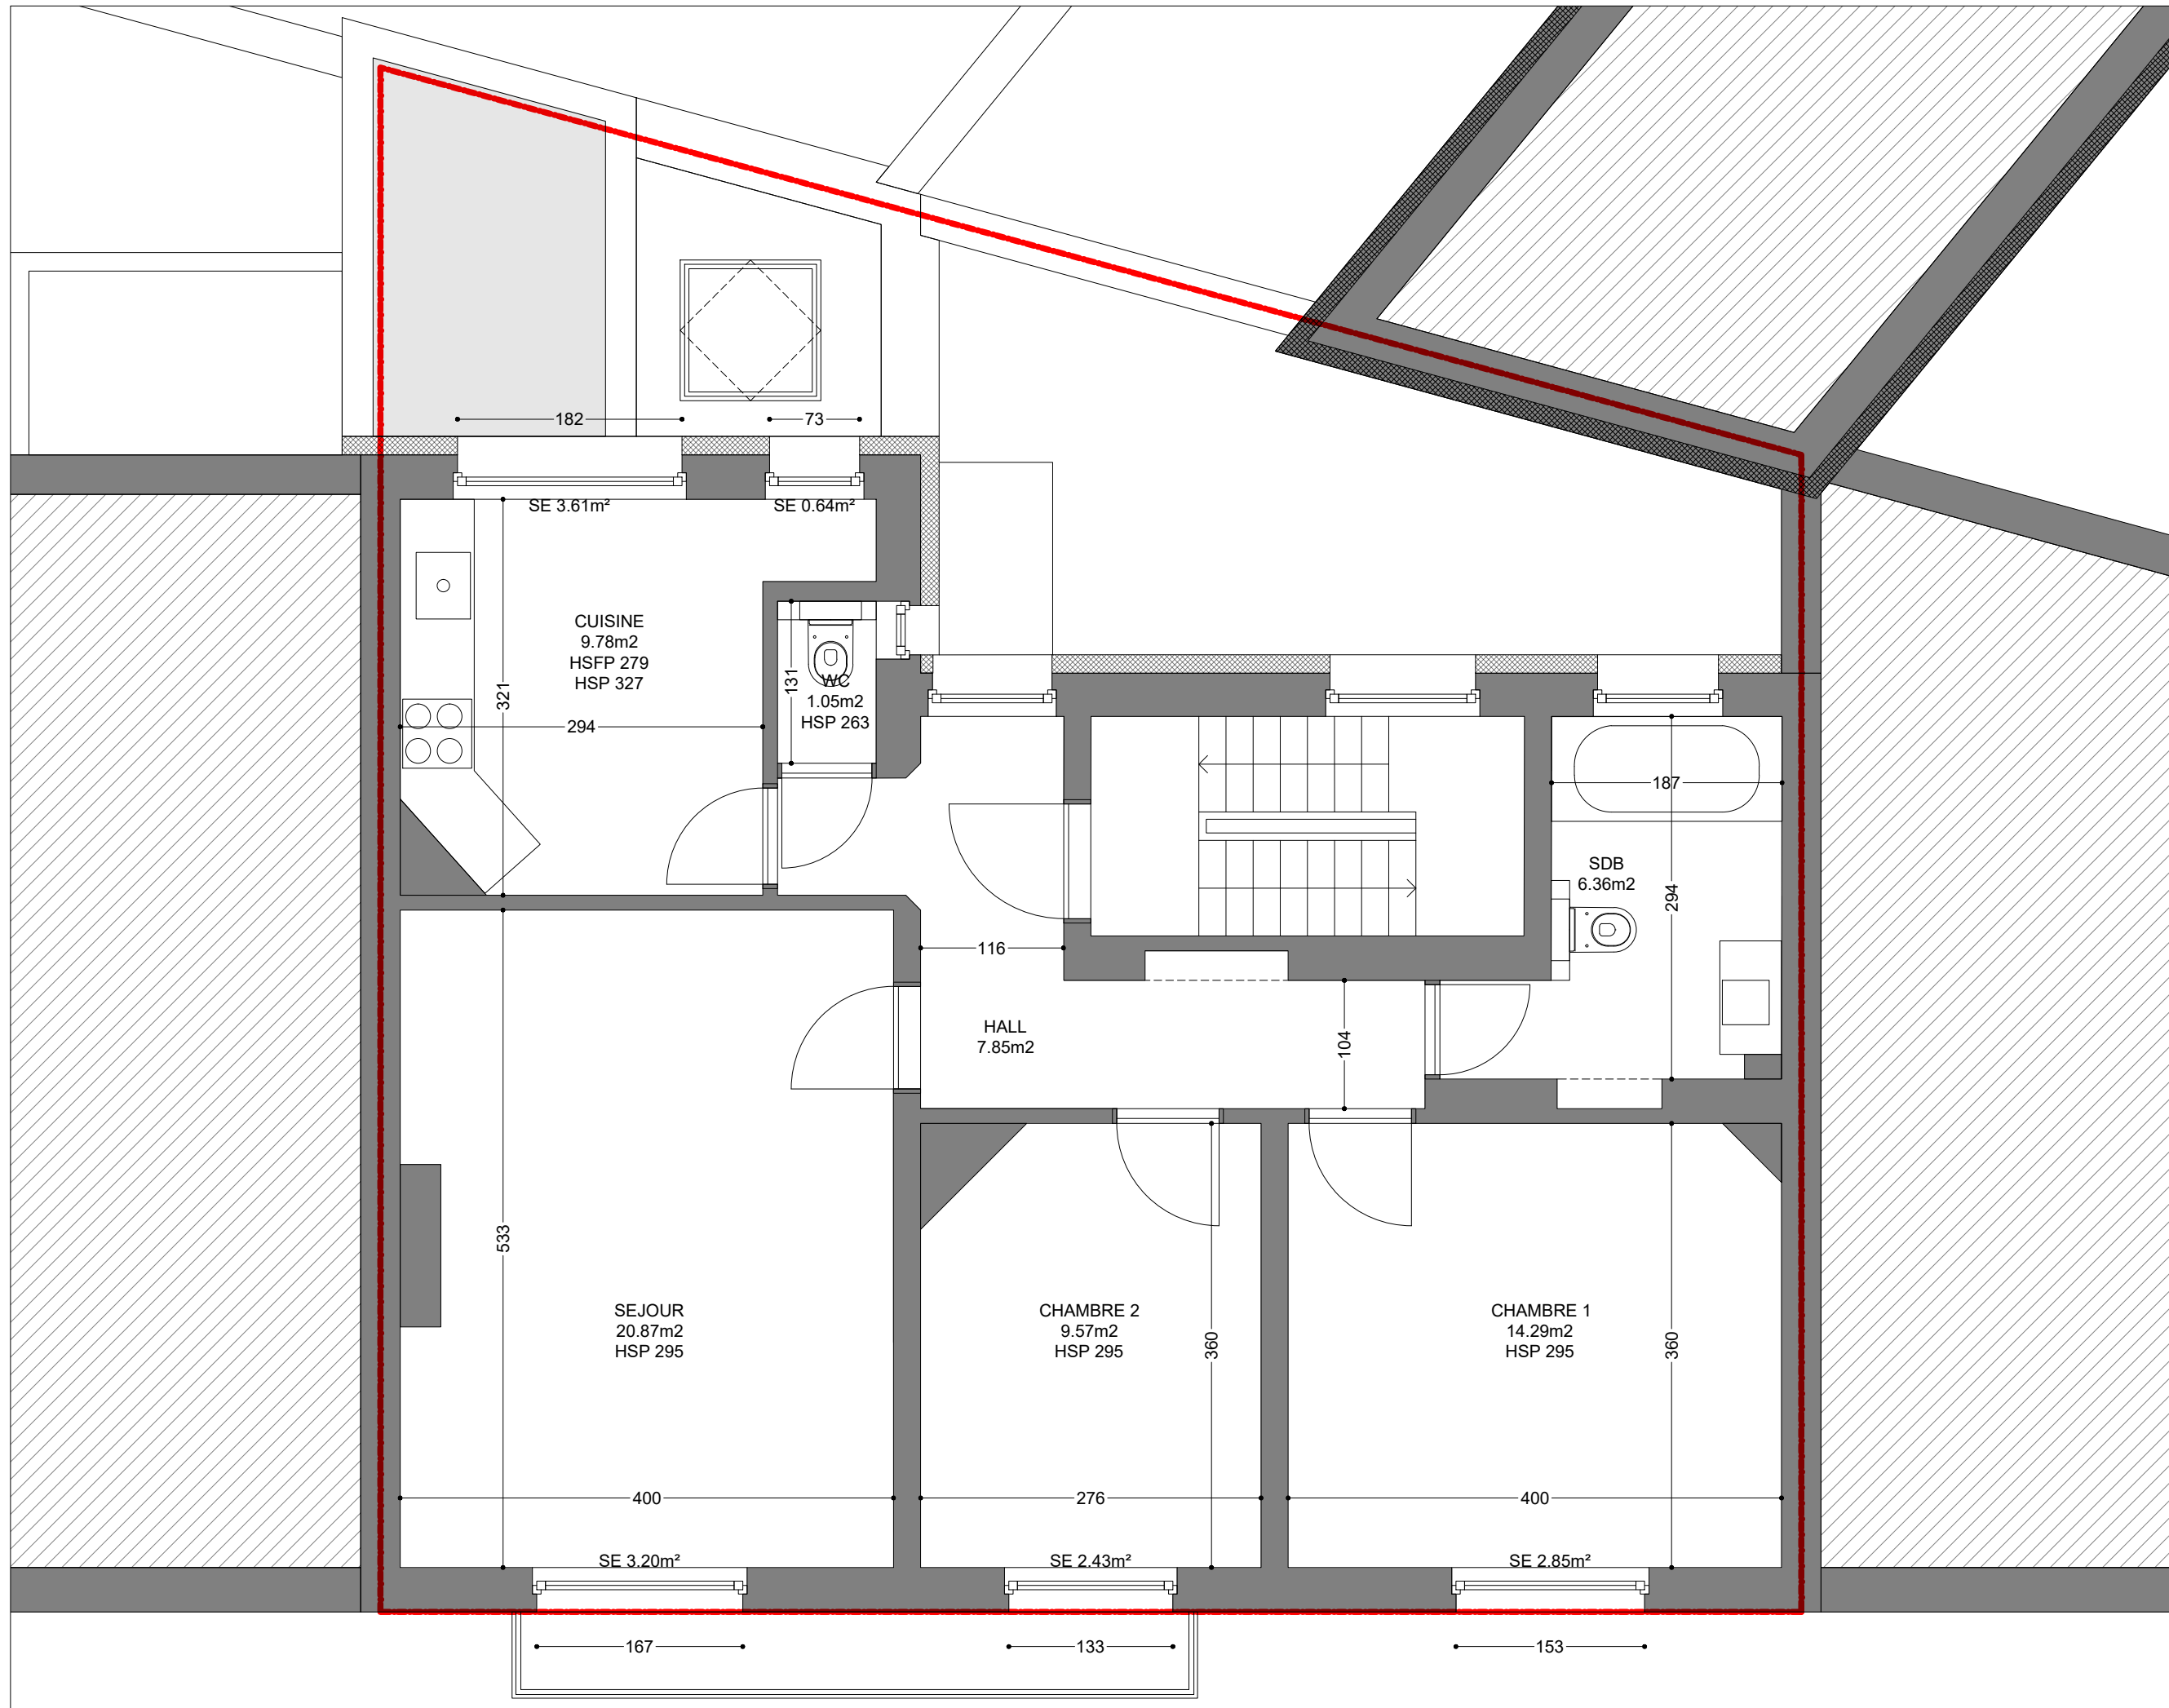 182
73
SE 3.61m²
SE 0.64m²
CUISINE
9.78m2
HSFP 279
HSP 327
321
294
131
WC
1.05m2
HSP 263
187
SDB
6.36m2
294
116
HALL
7.85m2
104
533
SEJOUR
20.87m2
HSP 295
CHAMBRE 2
9.57m2
HSP 295
360
CHAMBRE 1
14.29m2
HSP 295
360
400
276
400
SE 3.20m²
SE 2.43m²
SE 2.85m²
167
133
153